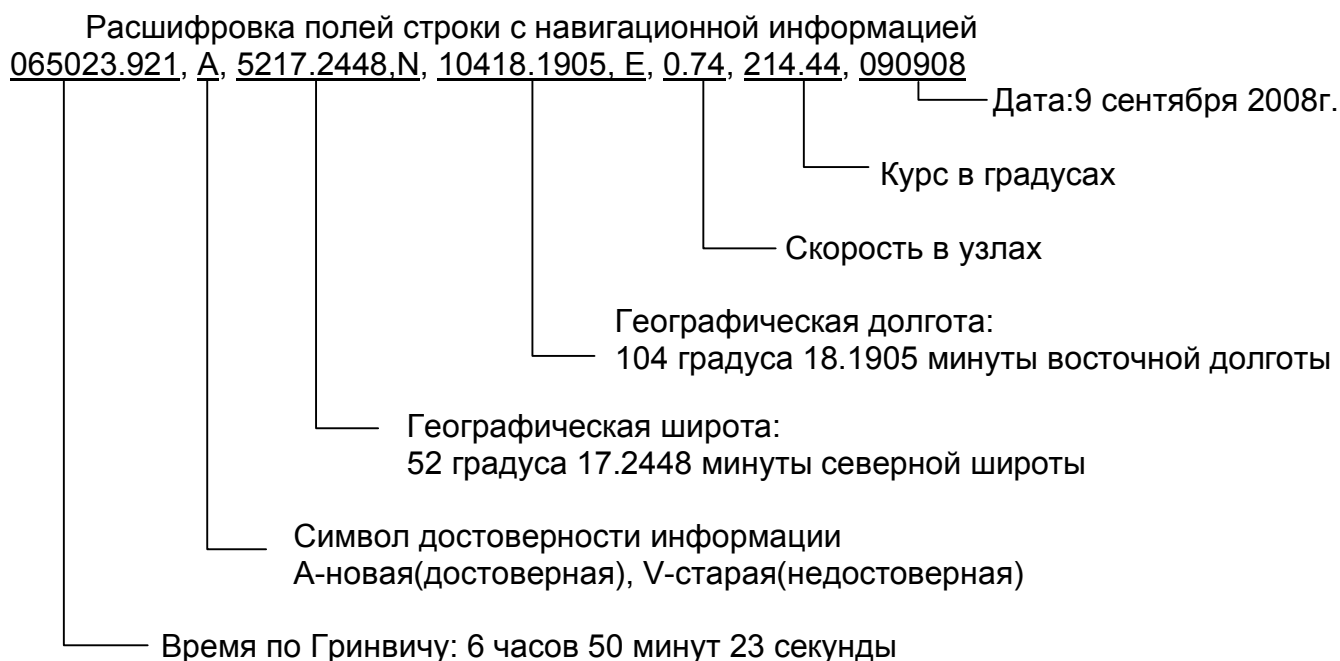 Расшифровка полей строки с навигационной информацией
065023.921, A, 5217.2448,N, 10418.1905, E, 0.74, 214.44, 090908
Дата:9 сентября 2008г.
Курс в градусах
Скорость в узлах
Географическая долгота:
104 градуса 18.1905 минуты восточной долготы
Географическая широта:
52 градуса 17.2448 минуты северной широты
Символ достоверности информации
А-новая(достоверная), V-старая(недостоверная)
Время по Гринвичу: 6 часов 50 минут 23 секунды